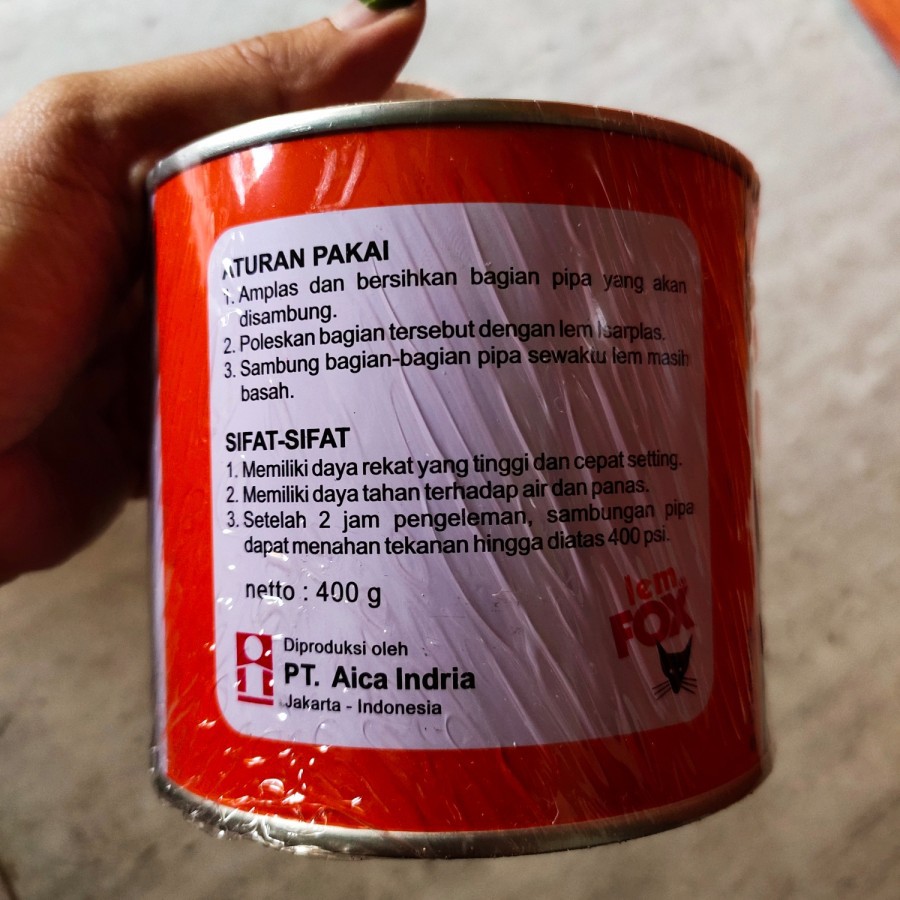 ATURAN PAKAI
1. Amplas dan bersihkan bagian pipa yang akan
disambung.
2. Poleskan bagian tersebut dengan lem Isarplas.
3. Sambung bagian-bagian pipa sewaktu lem masih
basah.
SIFAT-SIFAT
1. Memiliki daya rekat yang tinggi dan cepat setting.
2. Memiliki daya tahan terhadap air dan panas.
3. Setelah 2 jam pengeleman, sambungan pipa
dapat menahan tekanan hingga diatas 400 psi.
netto : 400 g
lem
FOX
Diproduksi oleh
PT. Aica Indria
Jakarta - Indonesia